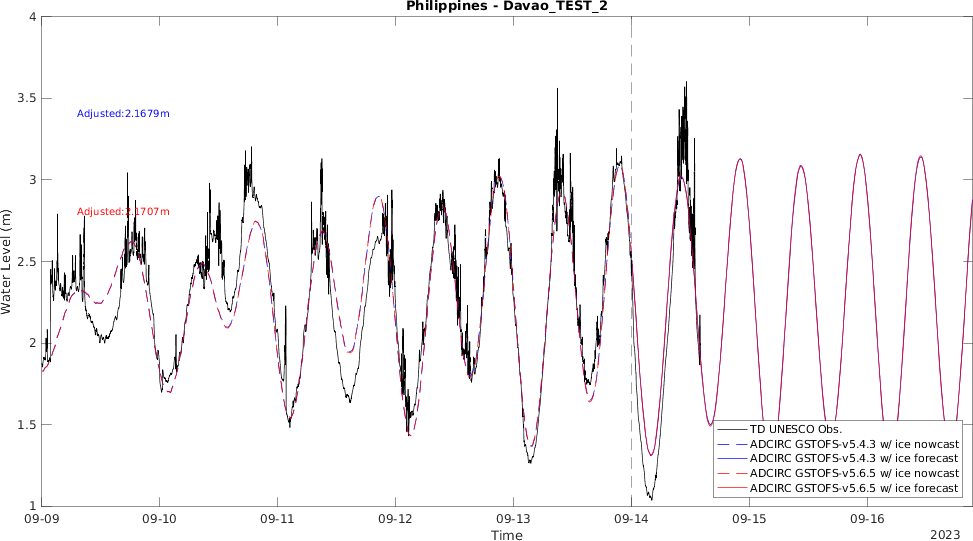 Philippines - Davao_TEST_2
Water Level (m)
4
3.5
3
2.5
2
1.5
1
Adjusted:2.1679m
Adjusted:2.1707m
TD UNESCO Obs.
ADCIRC GSTOFS-v5.4.3 w/ ice nowcast
ADCIRC GSTOFS-v5.4.3 w/ ice forecast
ADCIRC GSTOFS-v5.6.5 w/ ice nowcast
ADCIRC GSTOFS-v5.6.5 w/ ice forecast
09-09 09-10 09-11 09-12 09-13 09-14 09-15 09-16
Time
2023